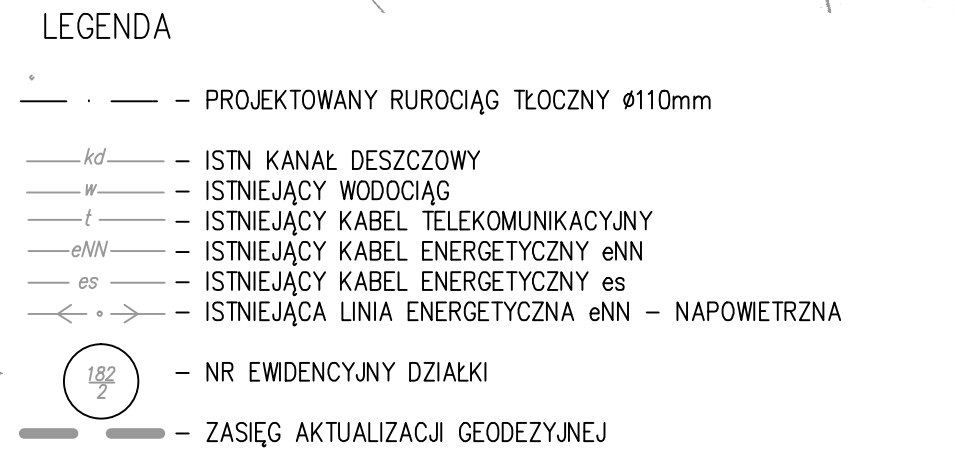 LEGENDA
— · — – PROJEKTOWANY RUROCIĄG TŁOCZNY Ø110mm
kd – ISTN KANAŁ DESZCZOWY
w – ISTNIEJĄCY WODOCIĄG
t – ISTNIEJĄCY KABEL TELEKOMUNIKACYJNY
eNN – ISTNIEJĄCY KABEL ENERGETYCZNY eNN
es – ISTNIEJĄCY KABEL ENERGETYCZNY es
– ISTNIEJĄCA LINIA ENERGETYCZNA eNN – NAPOWIETRZNA
182
2
– NR EWIDENCYJNY DZIAŁKI
– ZASIĘG AKTUALIZACJI GEODEZYJNEJ